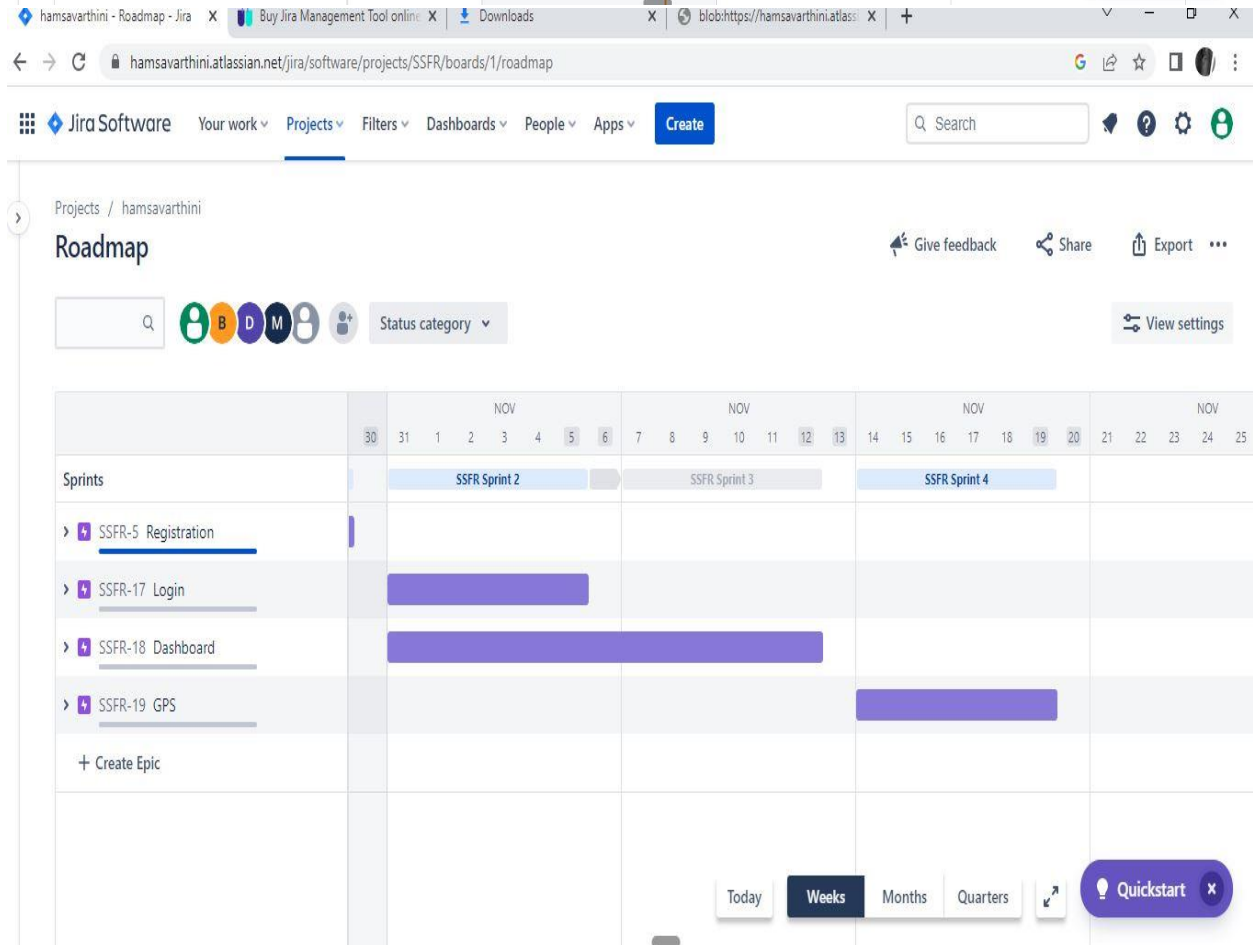 hamsavarthini - Roadmap - Jira X Buy Jira Management Tool online X Downloads X blob:https://hamsavarthini.atlass X +
hamsavarthini.atlassian.net/jira/software/projects/SSFR/boards/1/roadmap
Jira Software Your work Projects Filters Dashboards People Apps Create Search
Projects / hamsavarthini
Roadmap Give feedback Share Export
B D M Status category View settings
NOV NOV NOV NOV
30 31 1 2 3 4 5 6 7 8 9 10 11 12 13 14 15 16 17 18 19 20 21 22 23 24 25
Sprints SSFR Sprint 2 SSFR Sprint 3 SSFR Sprint 4
SSFR-5 Registration
SSFR-17 Login
SSFR-18 Dashboard
SSFR-19 GPS
+ Create Epic
Today Weeks Months Quarters Quickstart x